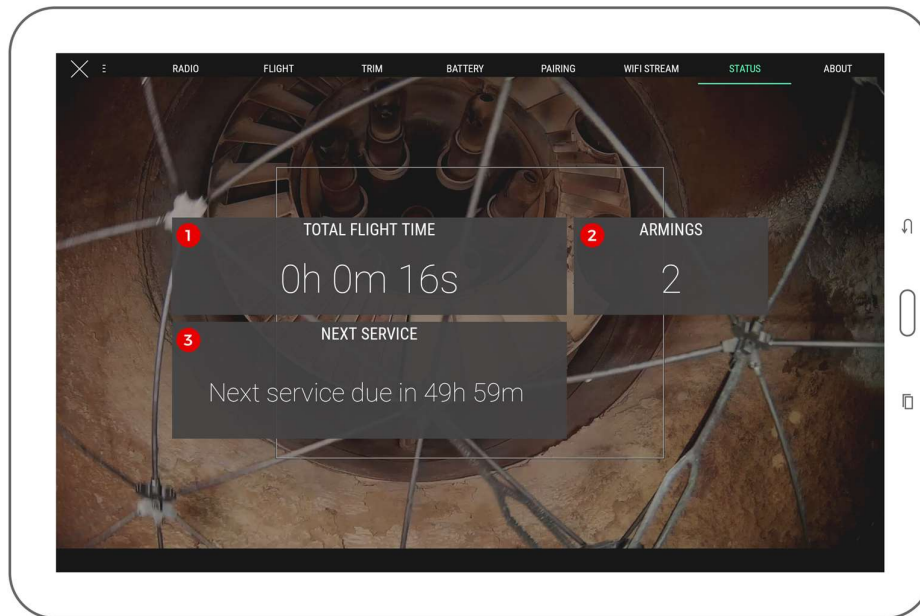 RADIO FLIGHT TRIM BATTERY PAIRING WIFI STREAM STATUS ABOUT
1 TOTAL FLIGHT TIME
0h 0m 16s
2 ARMINGS
2
3 NEXT SERVICE
Next service due in 49h 59m